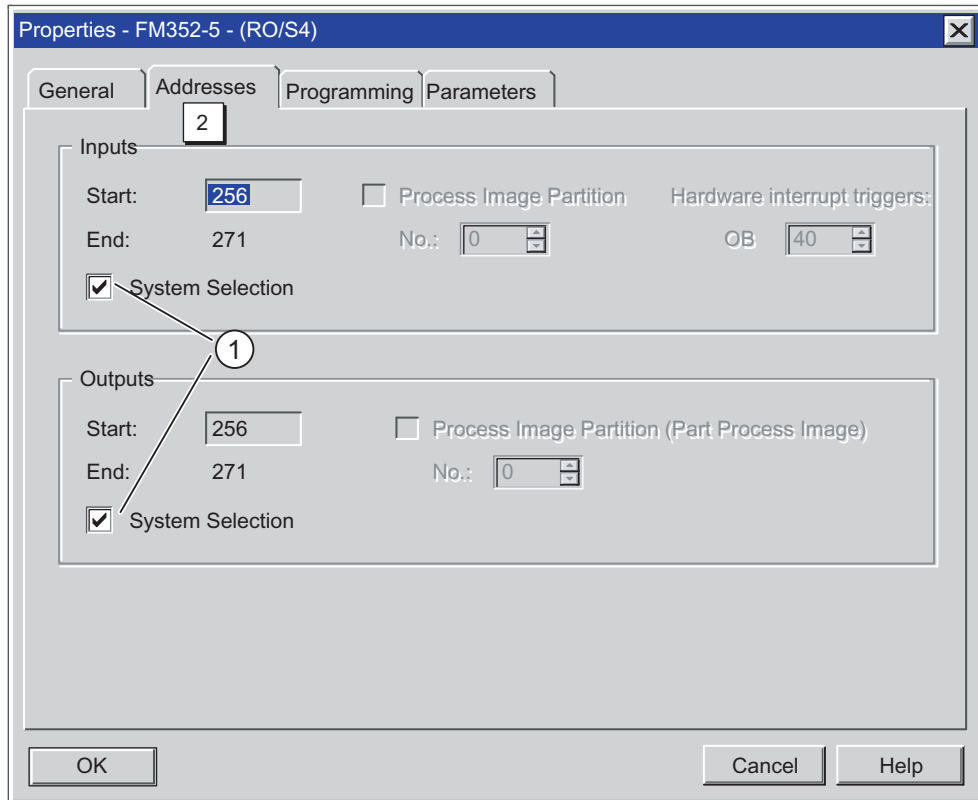 Properties - FM352-5 - (RO/S4)
General Addresses Programming Parameters
2
Inputs
Start: 256 Process Image Partition Hardware interrupt triggers:
End: 271 No.: 0 OB 40
System Selection
1
Outputs
Start: 256 Process Image Partition (Part Process Image)
End: 271 No.: 0
System Selection
OK Cancel Help